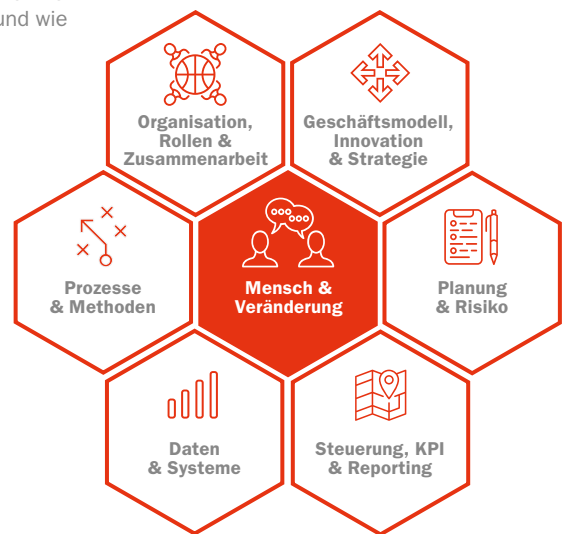 und wie
Organisation,
Rollen &
Zusammenarbeit
Geschäftsmodell,
Innovation
& Strategie
Prozesse
& Methoden
Mensch &
Veränderung
Planung
& Risiko
Daten
& Systeme
Steuerung, KPI
& Reporting